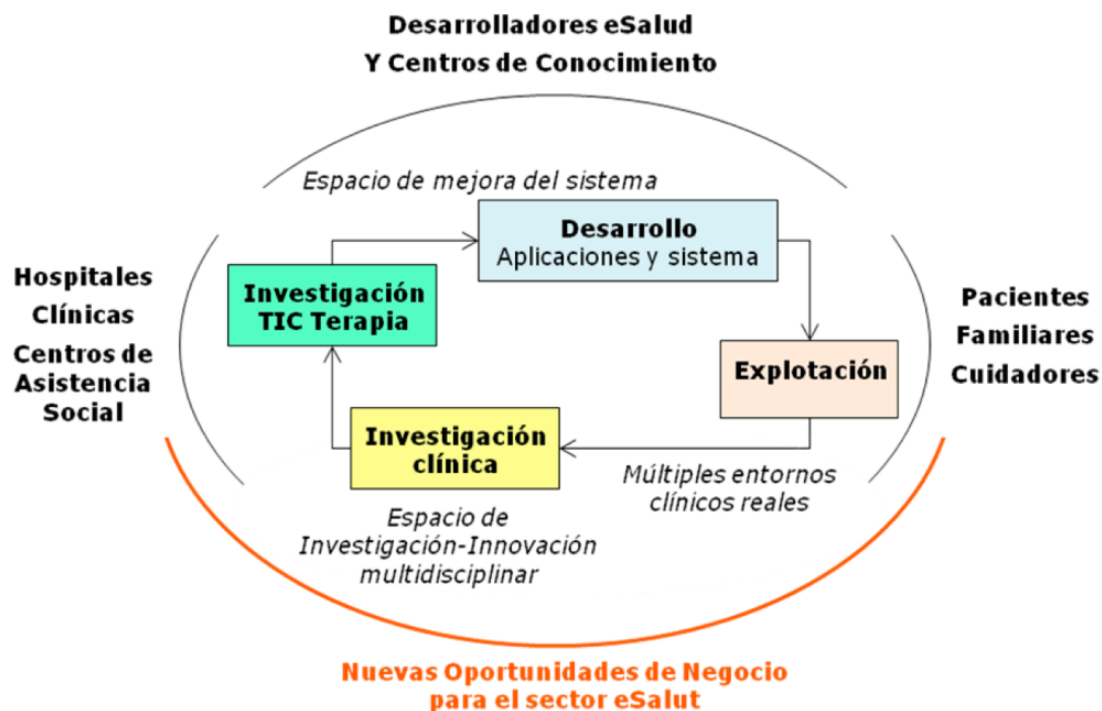 Desarrolladores eSalud
Y Centros de Conocimiento
Espacio de mejora del sistema
Desarrollo
Aplicaciones y sistema
Hospitales
Clínicas
Centros de
Asistencia
Social
Investigación
TIC Terapia
Pacientes
Familiares
Cuidadores
Explotación
Investigación
clínica
Múltiples entornos
clínicos reales
Espacio de
Investigación-Innovación
multidisciplinar
Nuevas Oportunidades de Negocio
para el sector eSalut